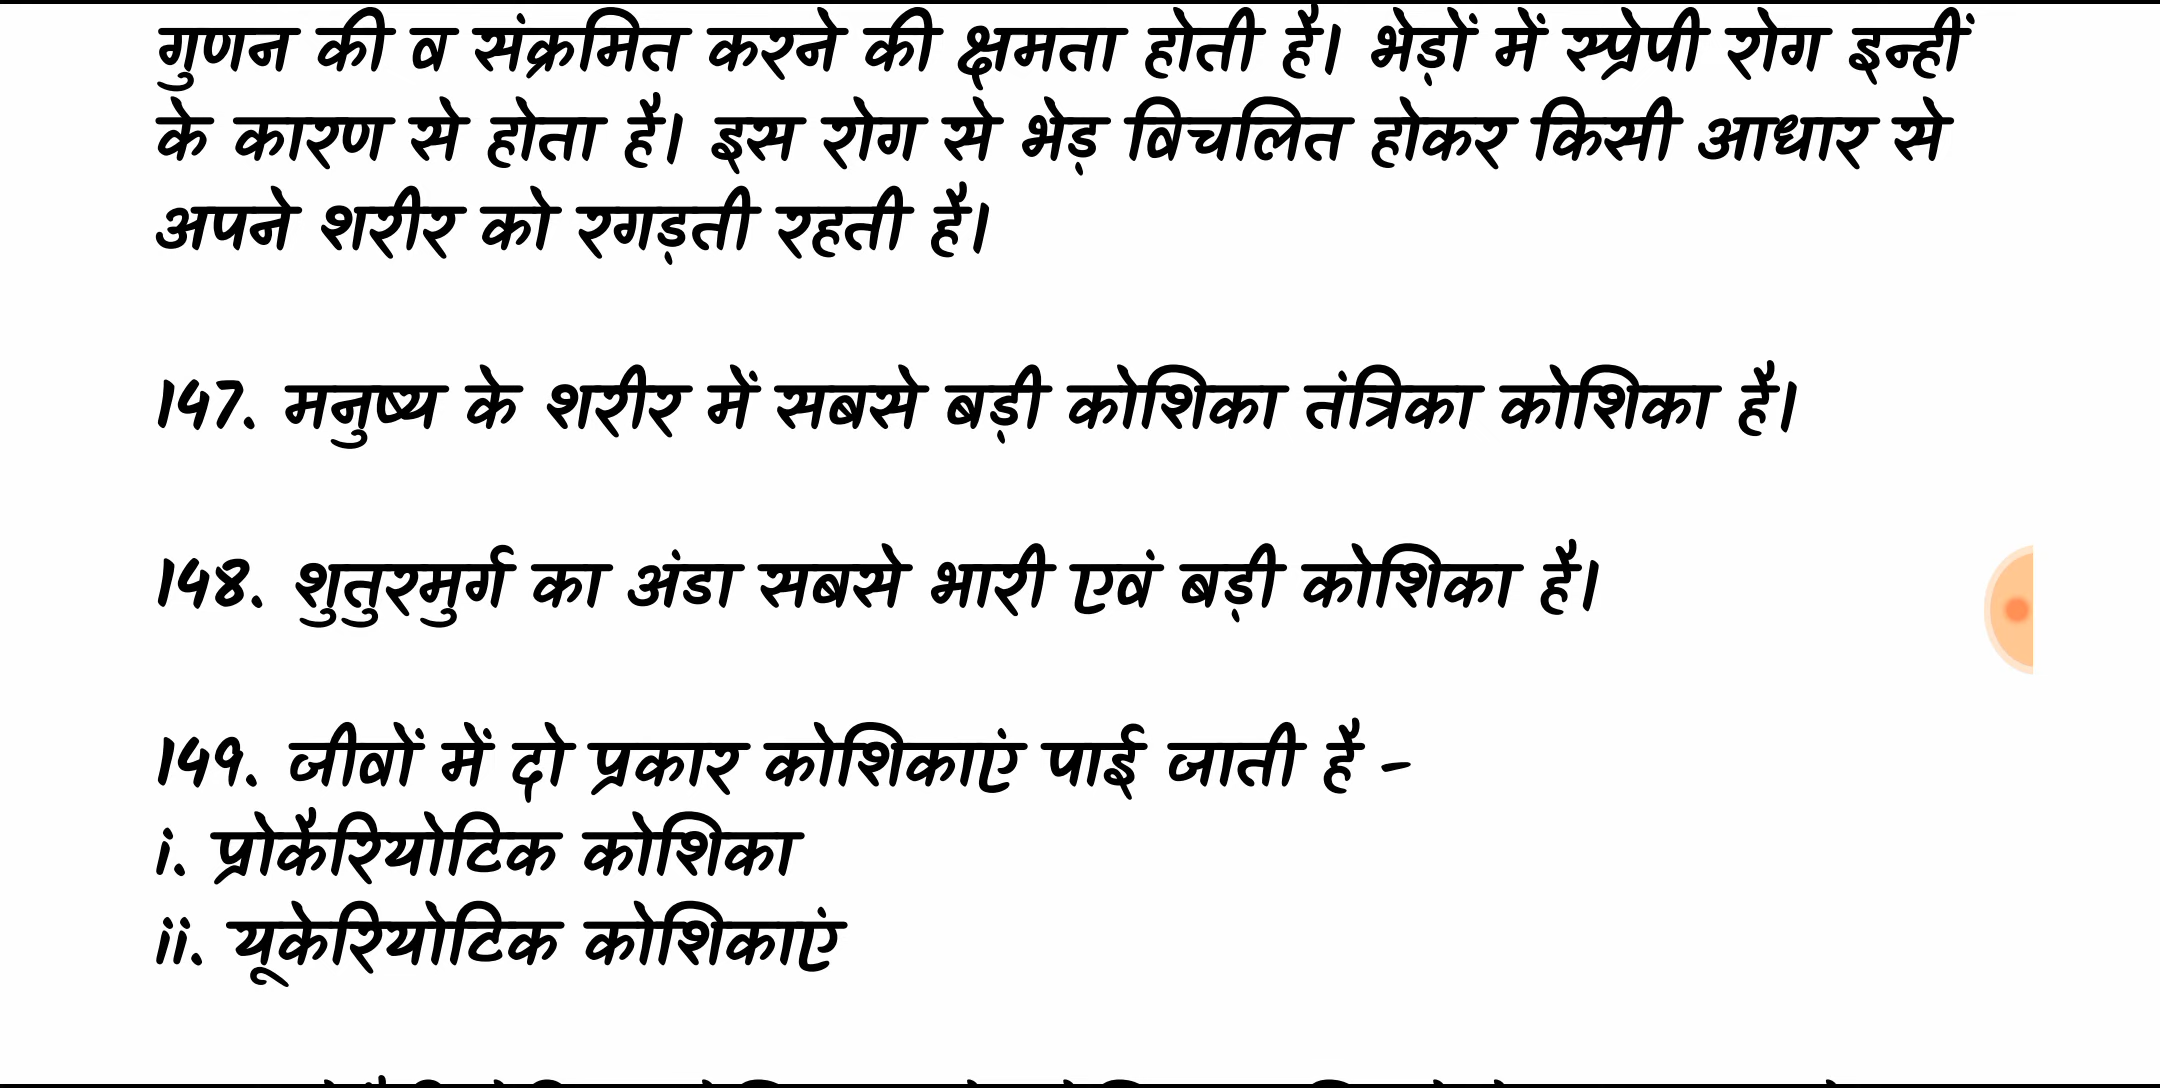 गुणन की व संक्रमित करने की क्षमता होती है। भेड़ों में स्प्रेपी रोग इन्हीं
के कारण से होता है। इस रोग से भेड़ विचलित होकर किसी आधार से
अपने शरीर को रगड़ती रहती है।
147. मनुष्य के शरीर में सबसे बड़ी कोशिका तंत्रिका कोशिका है।
148. शुतुरमुर्ग का अंडा सबसे भारी एवं बड़ी कोशिका है।
149. जीवों में दो प्रकार कोशिकाएं पाई जाती है -
i. प्रोकैरियोटिक कोशिका
ii. यूकेरियोटिक कोशिकाएं